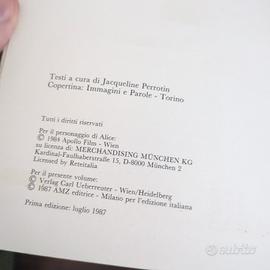 Testi a cura di Jacqueline Perrotin
Copertina: Immagini e Parole - Torino
Tutti i diritti riservati
Per il personaggio di Alice:
© 1984 Apollo Film - Wien
su licenza di: MERCHANDISING MÜNCHEN KG
Kardinal-Faulhaberstraße 15, D-8000 München 2
Licensed by Reteitalia
Per il presente volume:
© Verlag Carl Ueberreuter - Wien/Heidelberg
© 1987 AMZ editrice - Milano per l'edizione italiana
Prima edizione: luglio 1987
subito